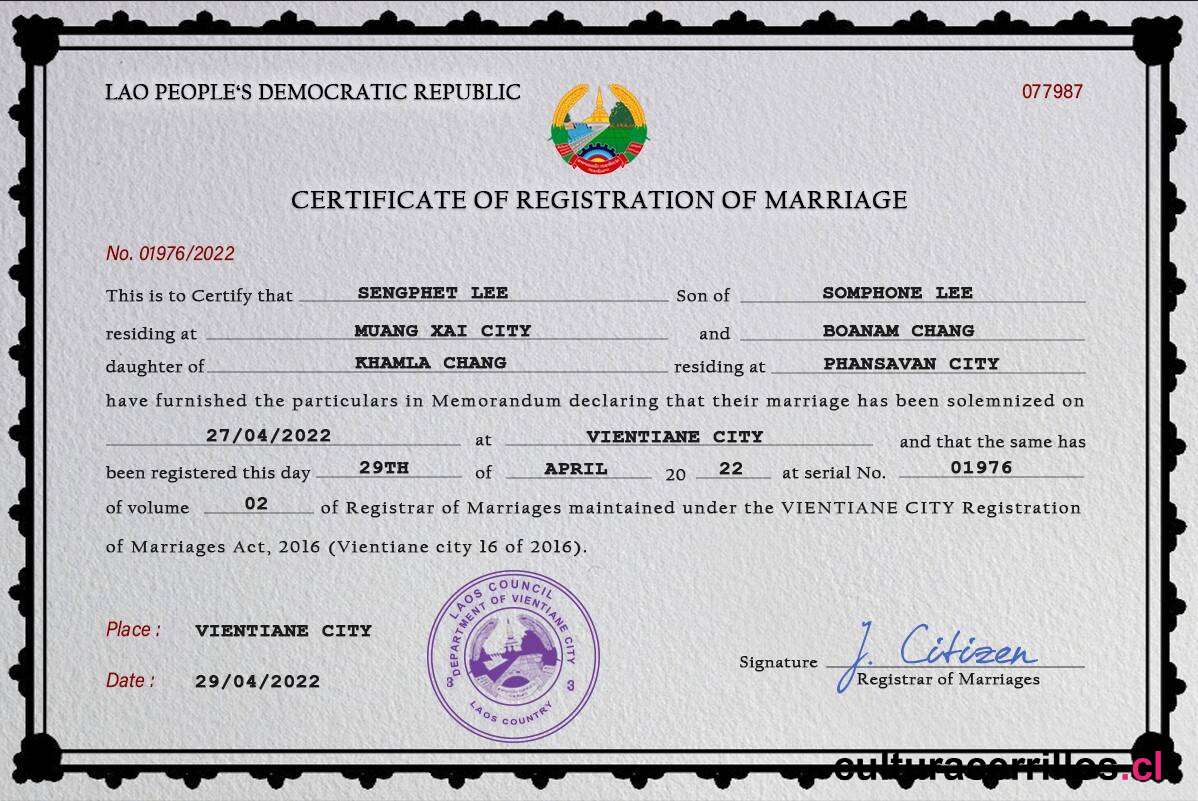 LAO PEOPLE‘S DEMOCRATIC REPUBLIC 077987
CERTIFICATE OF REGISTRATION OF MARRIAGE
No. 01976/2022
This is to Certify that SENGPHET LEE Son of SOMPHONE LEE
residing at MUANG XAI CITY and BOANAM CHANG
daughter of KHAMLA CHANG residing at PHANSAVAN CITY
have furnished the particulars in Memorandum declaring that their marriage has been solemnized on
27/04/2022 at VIENTIANE CITY and that the same has
been registered this day 29TH of APRIL 20 22 at serial No. 01976
of volume 02 of Registrar of Marriages maintained under the VIENTIANE CITY Registration
of Marriages Act, 2016 (Vientiane city 16 of 2016).
LAOS COUNCIL
DEPARTMENT OF VIENTIANE CITY
3 3
LAOS COUNTRY
Place : VIENTIANE CITY
Signature J. Citizen
Registrar of Marriages
Date : 29/04/2022
culturacerrillos.cl